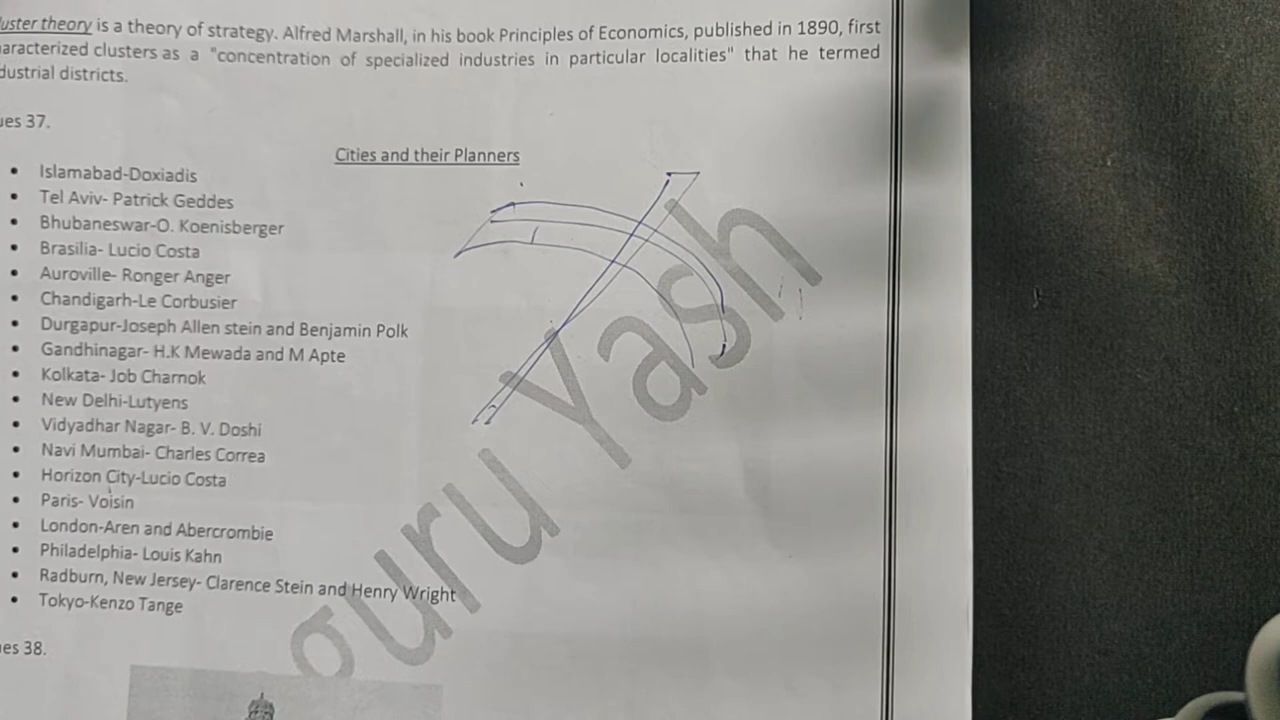 luster theory is a theory of strategy. Alfred Marshall, in his book Principles of Economics, published in 1890, first
aracterized clusters as a "concentration of specialized industries in particular localities" that he termed
dustrial districts.
ues 37.
Cities and their Planners
• Islamabad-Doxiadis
• Tel Aviv- Patrick Geddes
• Bhubaneswar-O. Koenisberger
• Brasilia- Lucio Costa
• Auroville- Ronger Anger
• Chandigarh-Le Corbusier
• Durgapur-Joseph Allen stein and Benjamin Polk
• Gandhinagar- H.K Mewada and M Apte
• Kolkata- Job Charnok
• New Delhi-Lutyens
• Vidyadhar Nagar- B. V. Doshi
• Navi Mumbai- Charles Correa
• Horizon City-Lucio Costa
• Paris- Voisin
• London-Aren and Abercrombie
• Philadelphia- Louis Kahn
• Radburn, New Jersey- Clarence Stein and Henry Wright
• Tokyo-Kenzo Tange
ues 38.
guru Yash